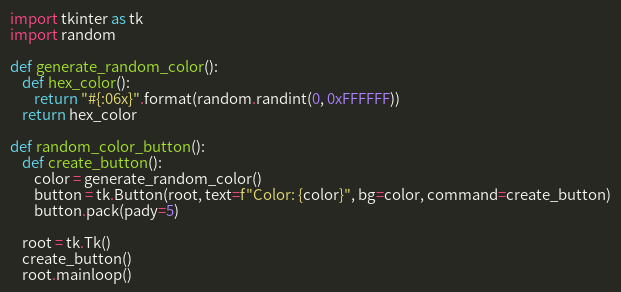 import tkinter as tk
import random

def generate_random_color():
    def hex_color():
        return "#{:06x}".format(random.randint(0, 0xFFFFFF))
    return hex_color

def random_color_button():
    def create_button():
        color = generate_random_color()
        button = tk.Button(root, text=f"Color: {color}", bg=color, command=create_button)
        button.pack(pady=5)

    root = tk.Tk()
    create_button()
    root.mainloop()